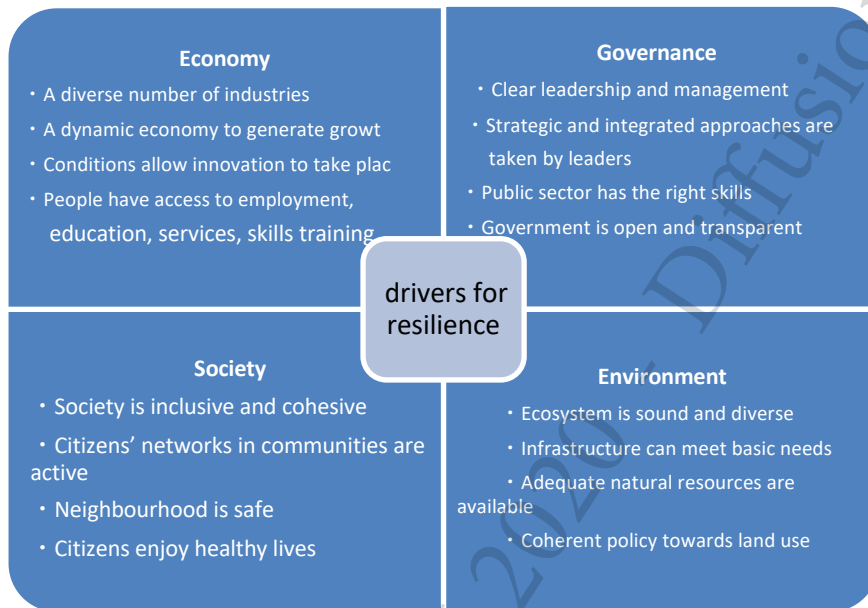 Economy
· A diverse number of industries
· A dynamic economy to generate growt
· Conditions allow innovation to take plac
· People have access to employment,
education, services, skills training
Governance
· Clear leadership and management
· Strategic and integrated approaches are
taken by leaders
· Public sector has the right skills
· Government is open and transparent
drivers for
resilience
Society
· Society is inclusive and cohesive
· Citizens’ networks in communities are
active
· Neighbourhood is safe
· Citizens enjoy healthy lives
Environment
· Ecosystem is sound and diverse
· Infrastructure can meet basic needs
· Adequate natural resources are
available
· Coherent policy towards land use
2020 - Diffusio